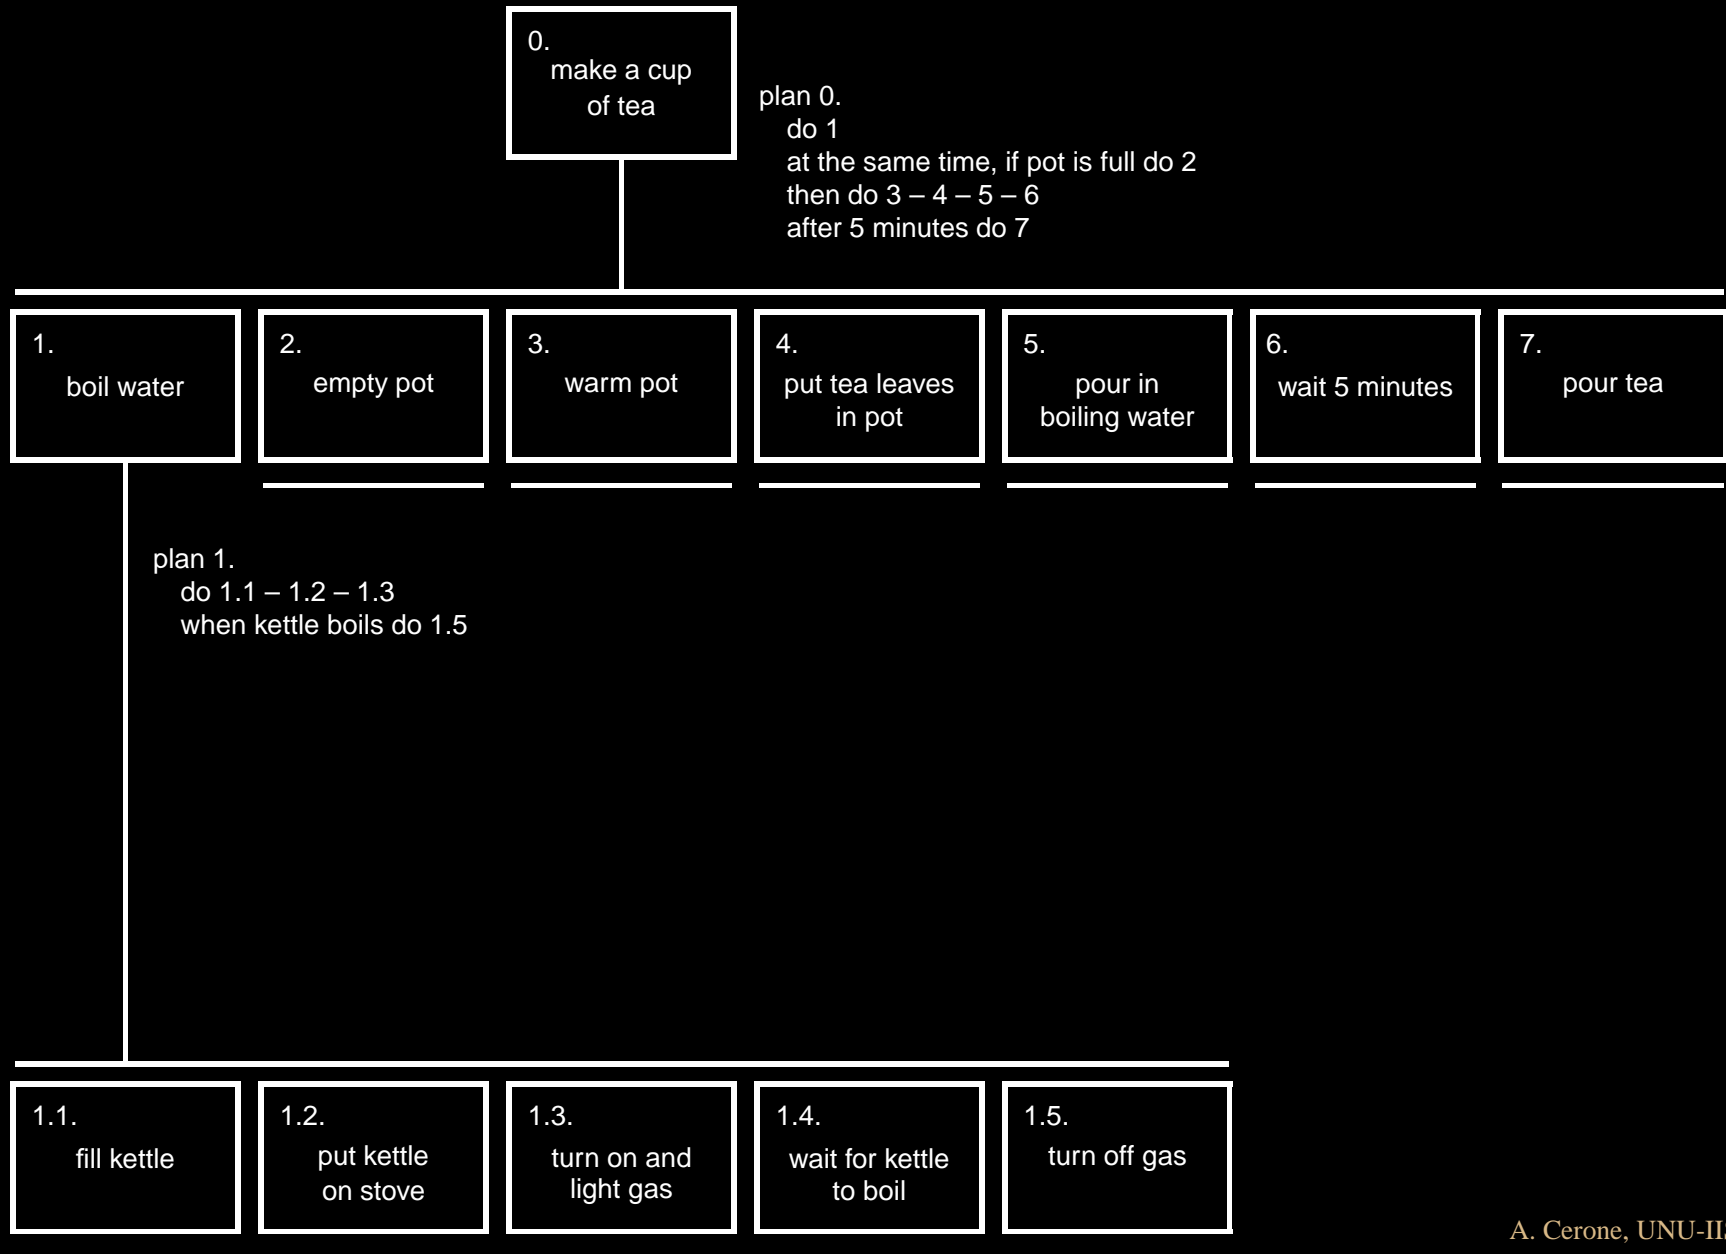 0.
make a cup
of tea
plan 0.
do 1
at the same time, if pot is full do 2
then do 3 – 4 – 5 – 6
after 5 minutes do 7
1.
boil water
2.
empty pot
3.
warm pot
4.
put tea leaves
in pot
5.
pour in
boiling water
6.
wait 5 minutes
7.
pour tea
plan 1.
do 1.1 – 1.2 – 1.3
when kettle boils do 1.5
1.1.
fill kettle
1.2.
put kettle
on stove
1.3.
turn on and
light gas
1.4.
wait for kettle
to boil
1.5.
turn off gas
A. Cerone,